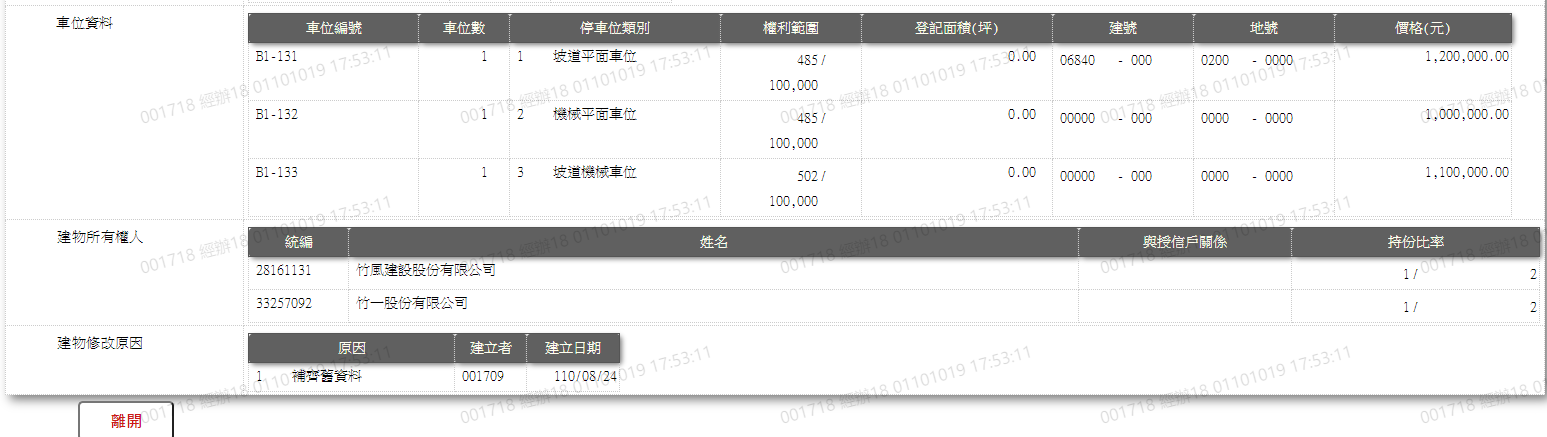 車位資料
車位編號 車位數 停車位類別 權利範圍 登記面積(坪) 建號 地號 價格(元)
B1-131 1 1 坡道平面車位 485/ 0.00 06840 - 000 0200 - 0000 1,200,000.00
100,000
B1-132 1 2 機械平面車位 485/ 0.00 00000 - 000 0000 - 0000 1,000,000.00
100,000
B1-133 1 3 坡道機械車位 502/ 0.00 00000 - 000 0000 - 0000 1,100,000.00
100,000
建物所有權人
統編 姓名 與授信戶關係 持份比率
28161131 竹風建設股份有限公司 1/ 2
33257092 竹一股份有限公司 1/ 2
建物修改原因
原因 建立者 建立日期
1 補齊舊資料 001709 110/08/24
離開
001718 經辦18 01101019 17:53:11